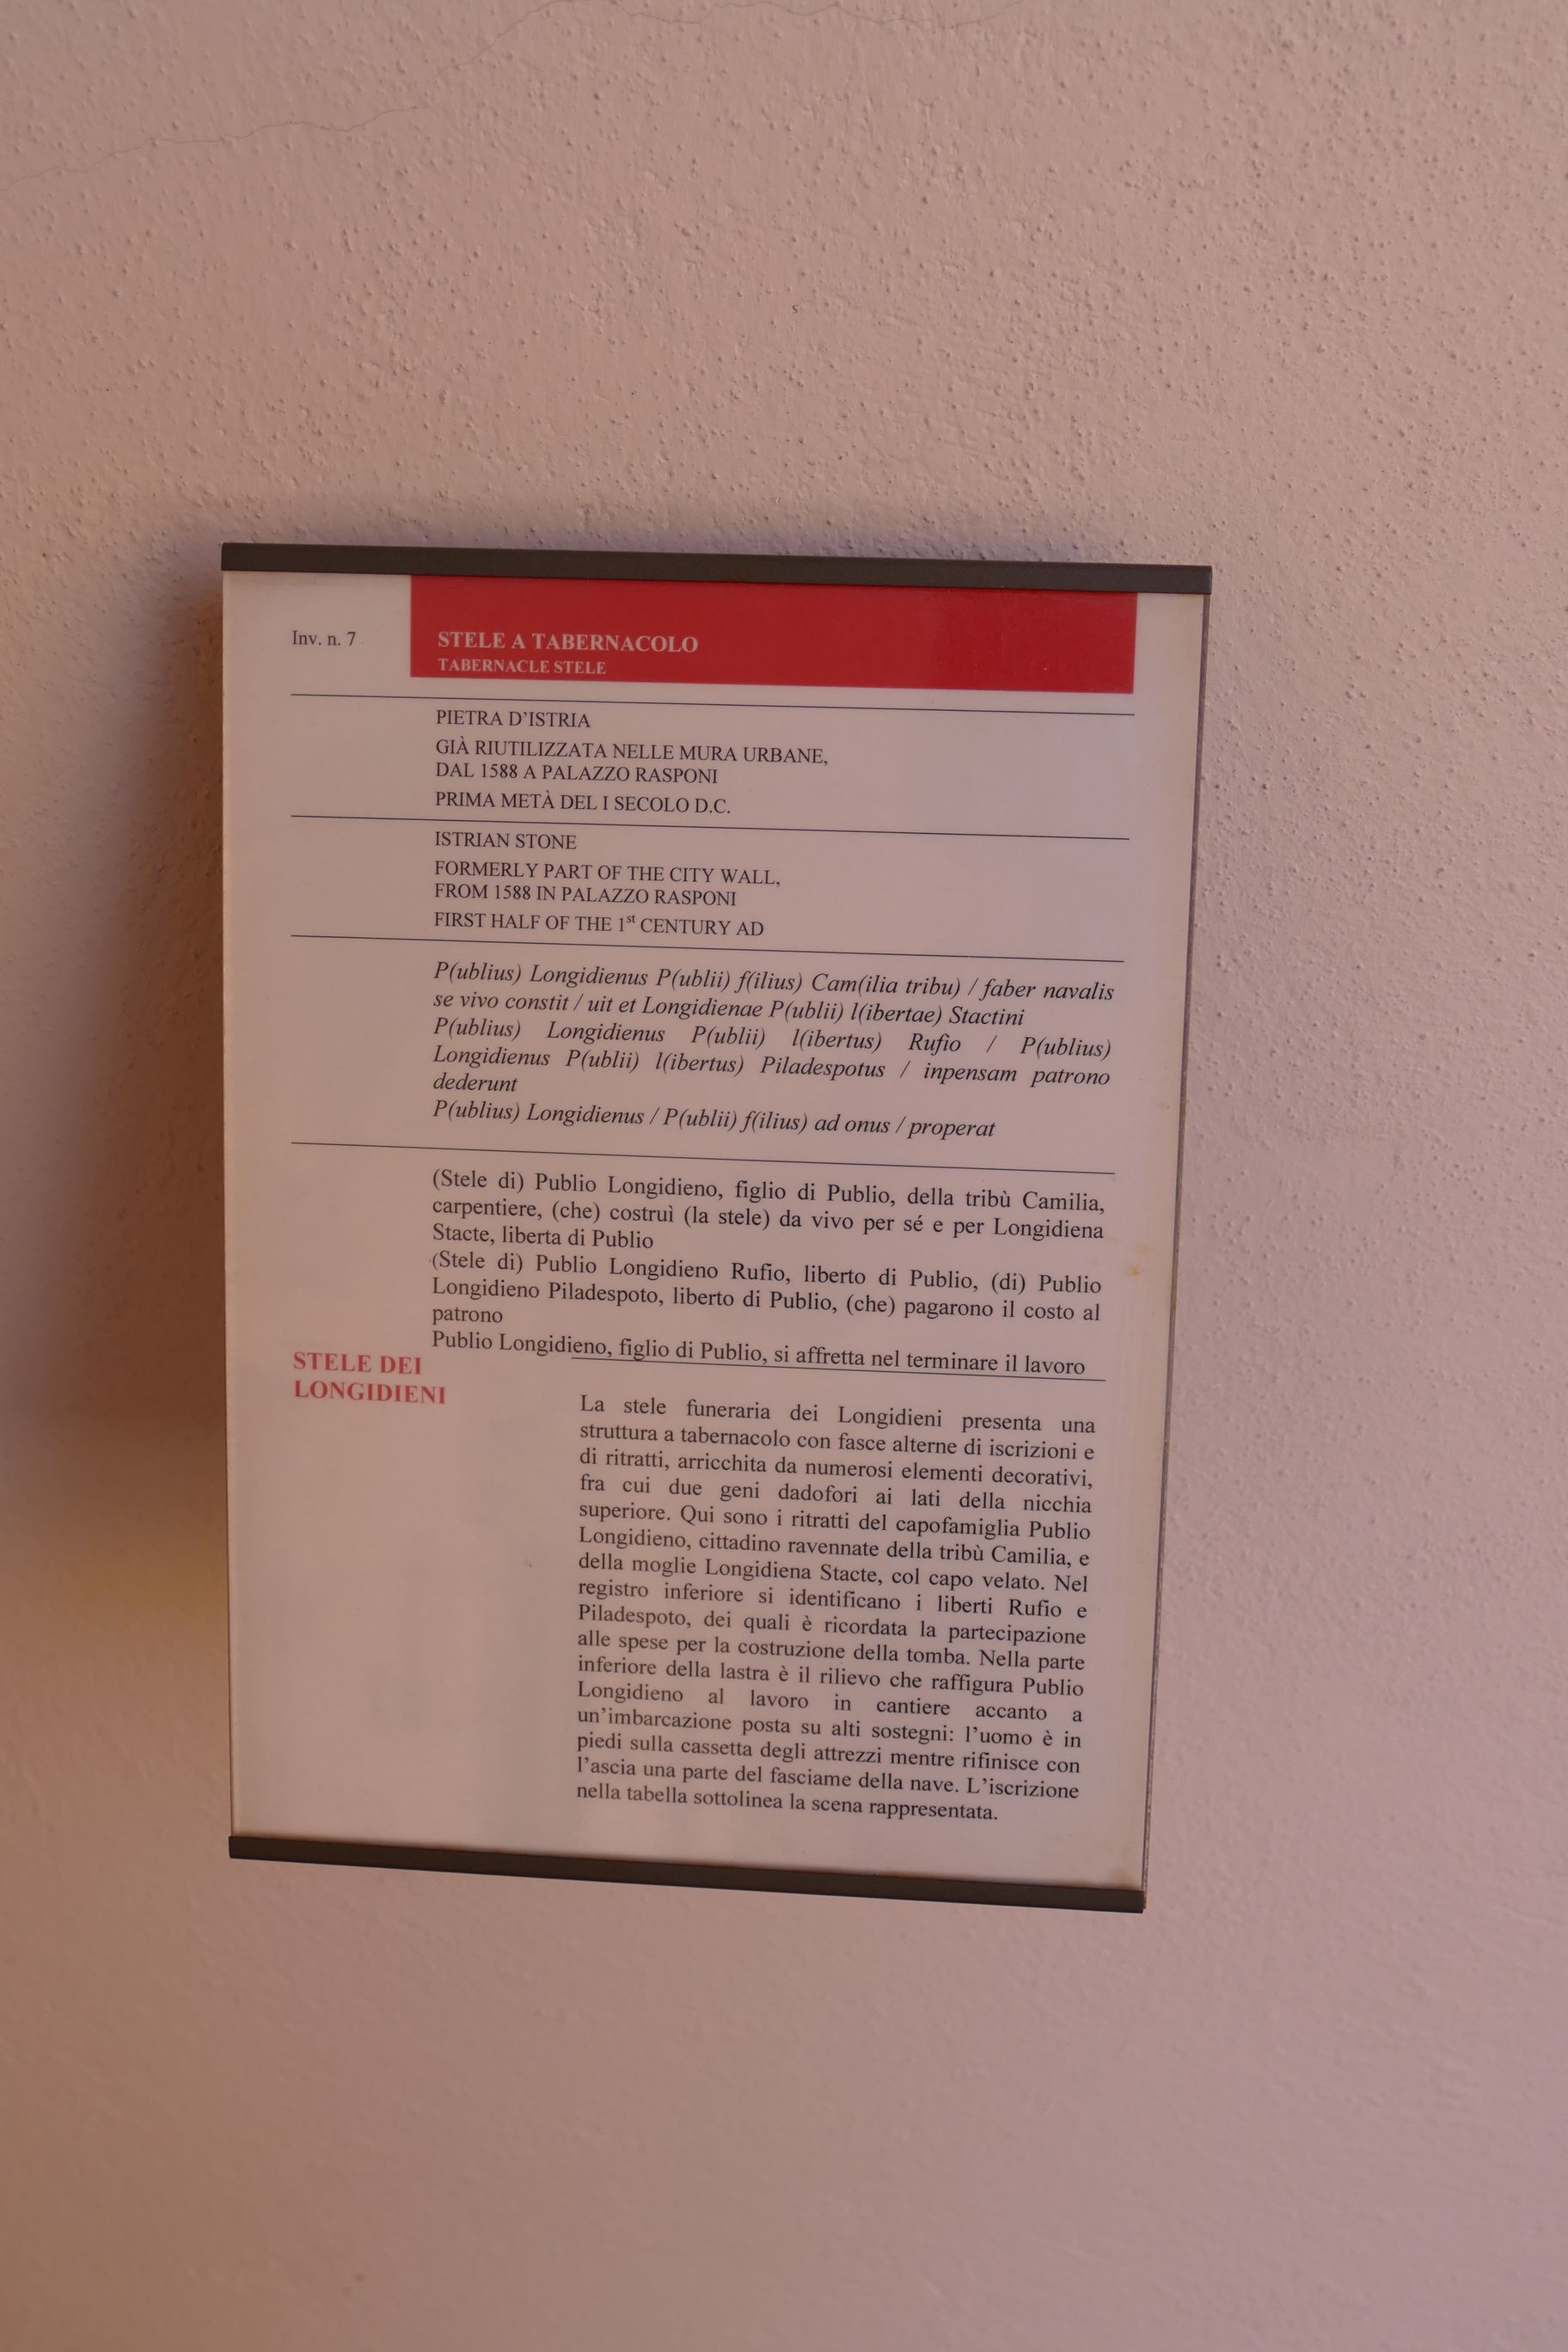 Inv. n. 7
STELE A TABERNACOLO
TABERNACLE STELE
PIETRA D'ISTRIA
GIÀ RIUTILIZZATA NELLE MURA URBANE,
DAL 1588 A PALAZZO RASPONI
PRIMA METÀ DEL I SECOLO D.C.
ISTRIAN STONE
FORMERLY PART OF THE CITY WALL,
FROM 1588 IN PALAZZO RASPONI
FIRST HALF OF THE 1st CENTURY AD
P(ublius) Longidienus P(ublii) f(ilius) Cam(ilia tribu) / faber navalis
se vivo constit / uit et Longidienae P(ublii) l(ibertae) Stactini
P(ublius) Longidienus P(ublii) l(ibertus) Rufio / P(ublius)
Longidienus P(ublii) l(ibertus) Piladespotus / inpensam patrono
dederunt
P(ublius) Longidienus / P(ublii) f(ilius) ad onus / properat
(Stele di) Publio Longidieno, figlio di Publio, della tribù Camilia,
carpentiere, (che) costruì (la stele) da vivo per sé e per Longidiena
Stacte, liberta di Publio
(Stele di) Publio Longidieno Rufio, liberto di Publio, (di) Publio
Longidieno Piladespoto, liberto di Publio, (che) pagarono il costo al
patrono
Publio Longidieno, figlio di Publio, si affretta nel terminare il lavoro
STELE DEI
LONGIDIENI
La stele funeraria dei Longidieni presenta una
struttura a tabernacolo con fasce alterne di iscrizioni e
di ritratti, arricchita da numerosi elementi decorativi,
fra cui due geni dadofori ai lati della nicchia
superiore. Qui sono i ritratti del capofamiglia Publio
Longidieno, cittadino ravennate della tribù Camilia, e
della moglie Longidiena Stacte, col capo velato. Nel
registro inferiore si identificano i liberti Rufio e
Piladespoto, dei quali è ricordata la partecipazione
alle spese per la costruzione della tomba. Nella parte
inferiore della lastra è il rilievo che raffigura Publio
Longidieno al lavoro in cantiere accanto a
un'imbarcazione posta su alti sostegni: l'uomo è in
piedi sulla cassetta degli attrezzi mentre rifinisce con
l'ascia una parte del fasciame della nave. L'iscrizione
nella tabella sottolinea la scena rappresentata.